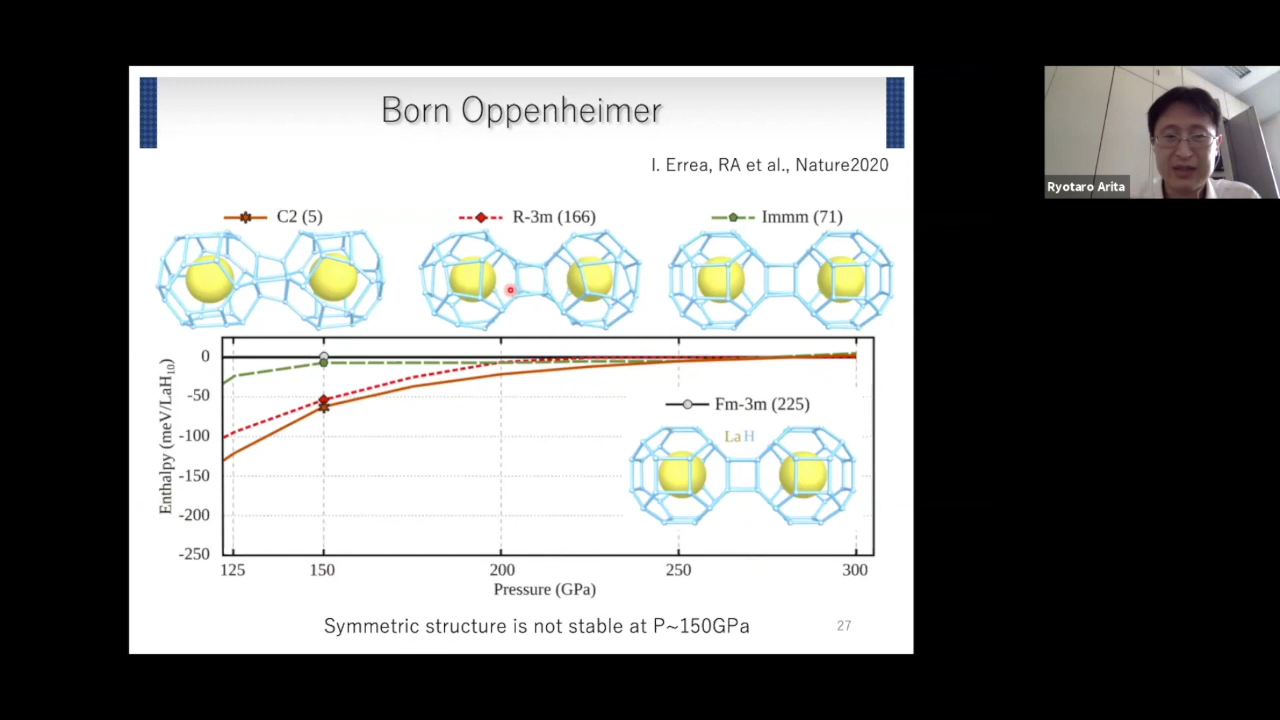 Born Oppenheimer
I. Errea, RA et al., Nature2020
C2 (5)
R-3m (166)
Immm (71)
0
-50
-100
-150
-200
-250
Enthalpy (meV/LaH10)
Fm-3m (225)
La H
125
150
200
250
300
Pressure (GPa)
Symmetric structure is not stable at P~150GPa
27
Ryotaro Arita